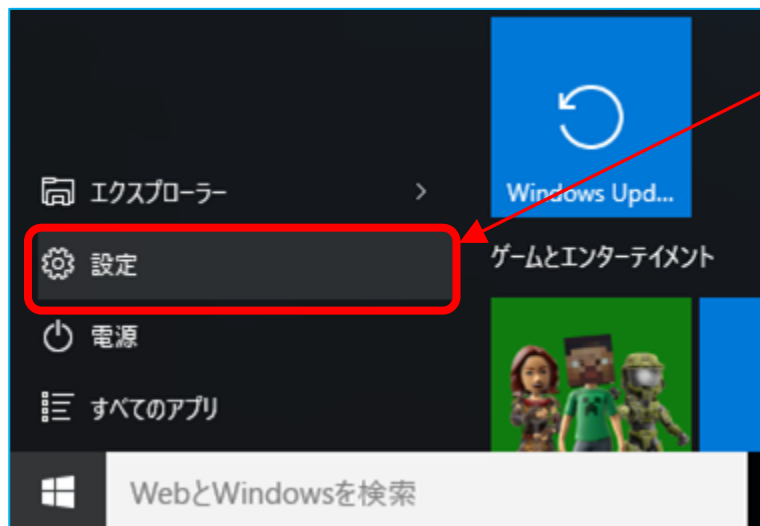 エクスプローラー
Windows Upd...
設定
ゲームとエンターテイメント
電源
すべてのアプリ
WebとWindowsを検索